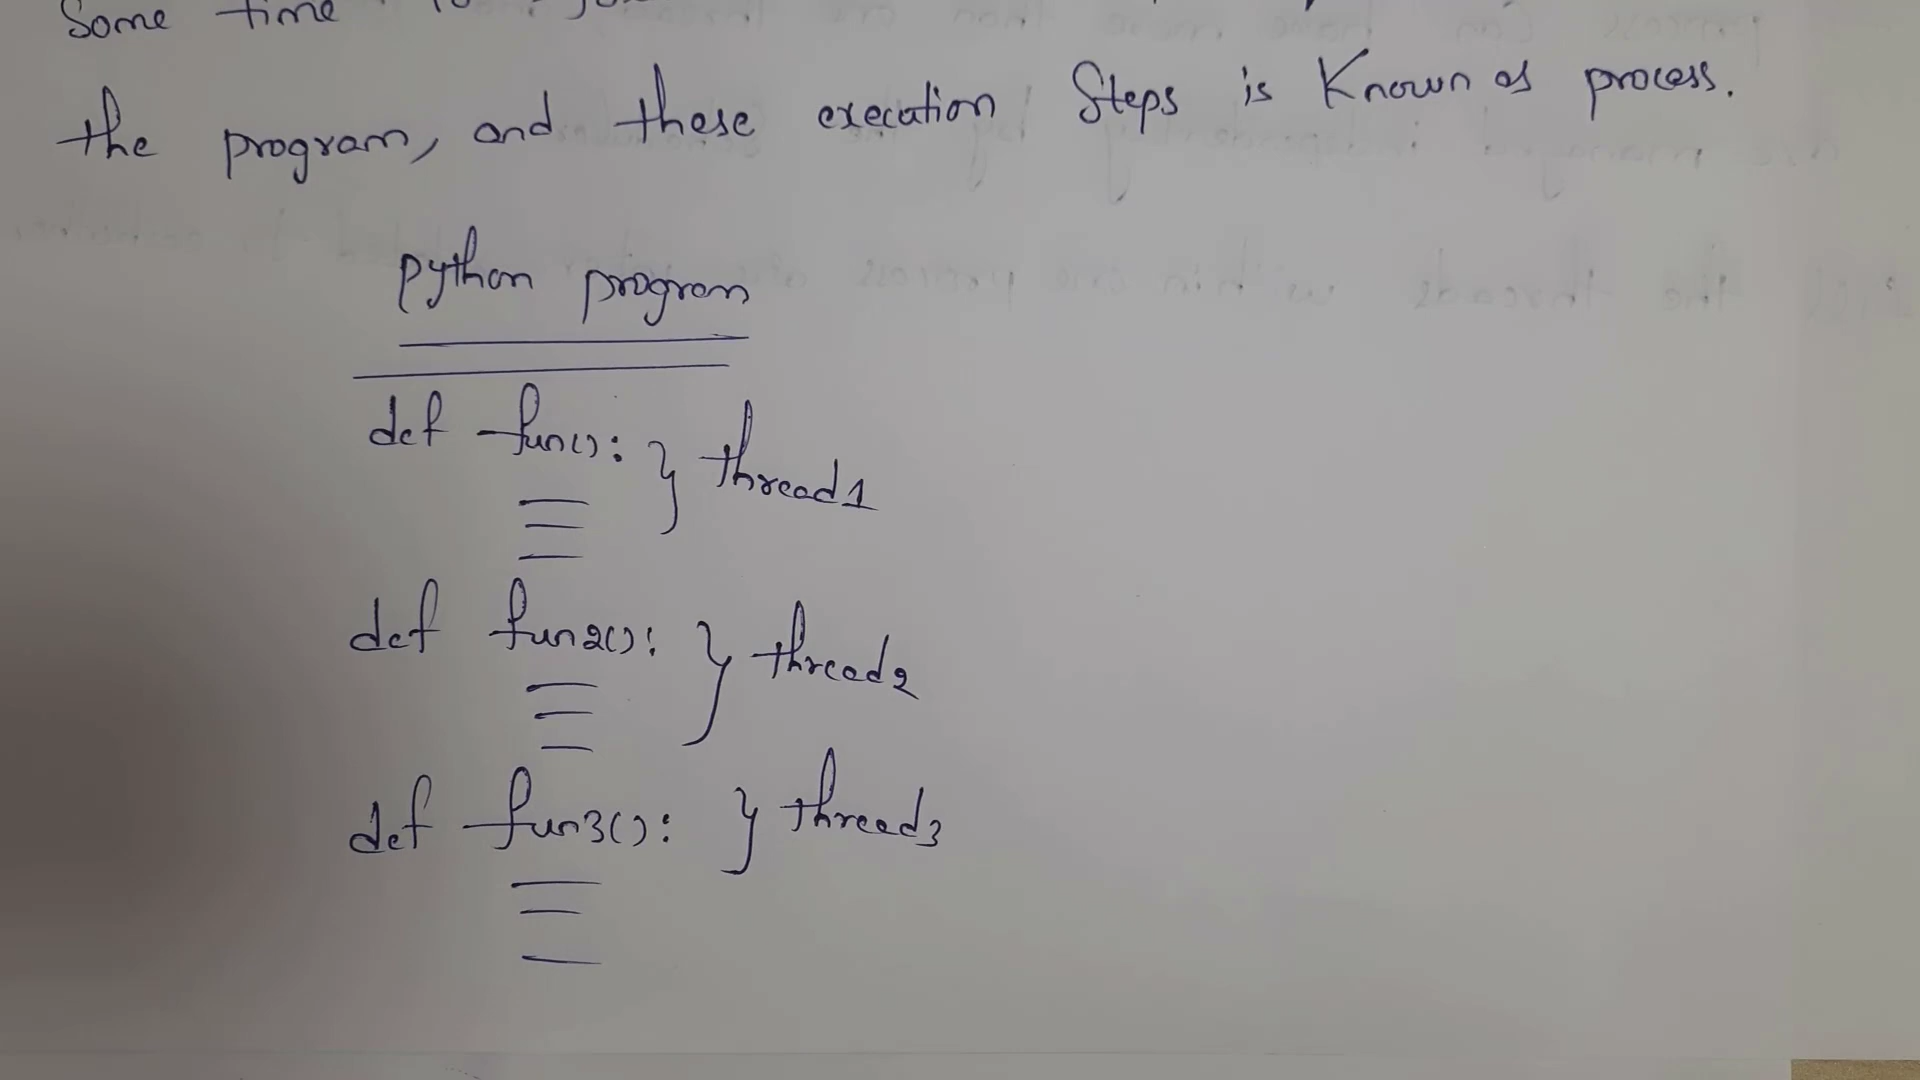 Some time
the program, and these execution Steps is Known as process.
python program
def fun(): } thread1
def fun2(): } thread2
def fun3(): } thread3